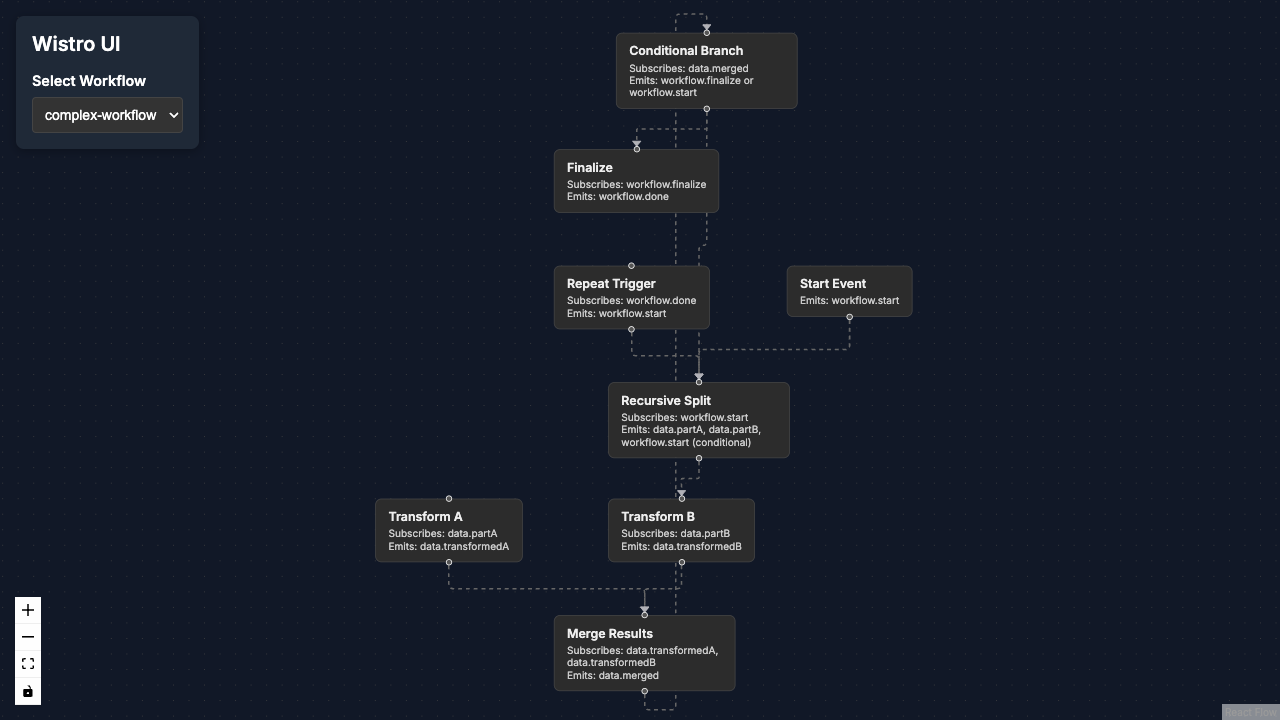 Wistro UI
Select Workflow
complex-workflow
Conditional Branch
Subscribes: data.merged
Emits: workflow.finalize or
workflow.start
Finalize
Subscribes: workflow.finalize
Emits: workflow.done
Repeat Trigger
Subscribes: workflow.done
Emits: workflow.start
Start Event
Emits: workflow.start
Recursive Split
Subscribes: workflow.start
Emits: data.partA, data.partB,
workflow.start (conditional)
Transform A
Subscribes: data.partA
Emits: data.transformedA
Transform B
Subscribes: data.partB
Emits: data.transformedB
Merge Results
Subscribes: data.transformedA,
data.transformedB
Emits: data.merged
React Flow